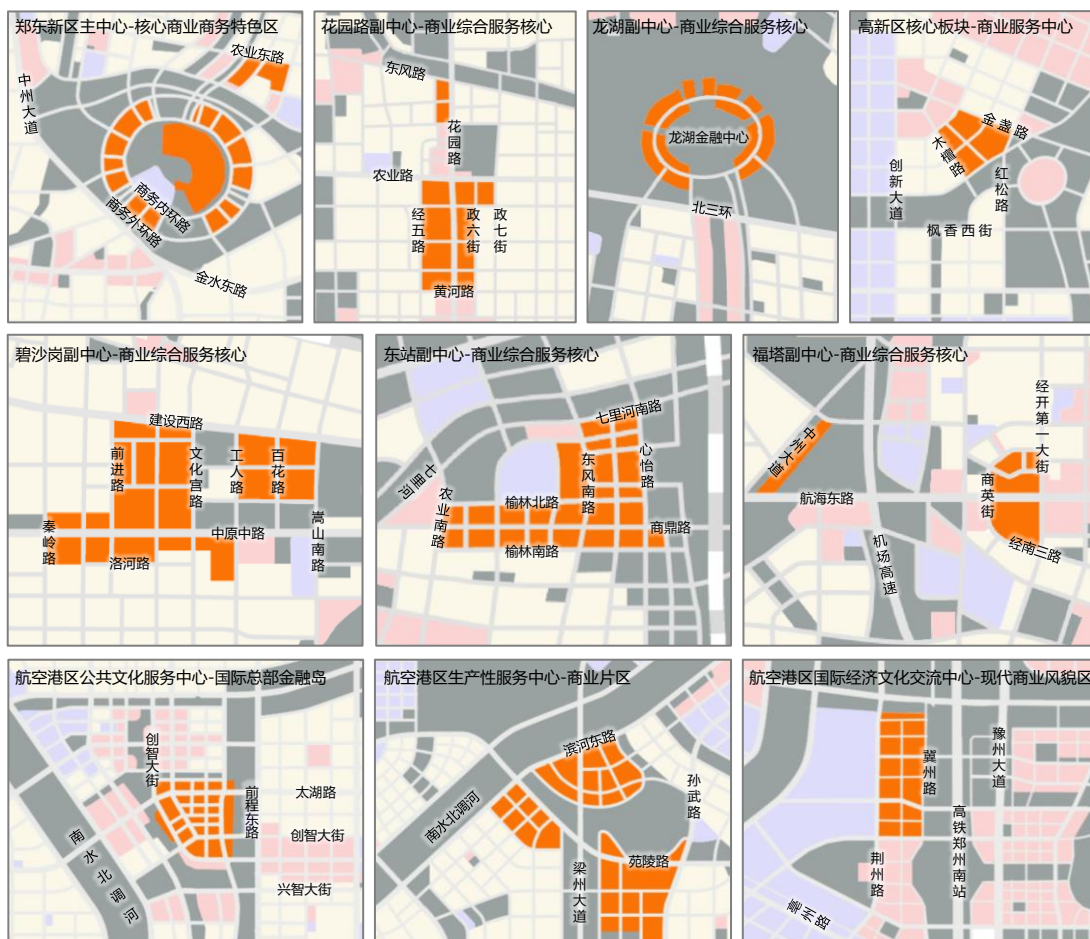 郑东新区主中心-核心商业商务特色区
农业东路
中州大道
商务内环路
商务外环路
金水东路
花园路副中心-商业综合服务核心
东风路
花园路
农业路
经五路
政六街
政七街
黄河路
龙湖副中心-商业综合服务核心
龙湖金融中心
北三环
高新区核心板块-商业服务中心
金盏路
木檀路
红松路
创新大道
枫香西街
碧沙岗副中心-商业综合服务核心
建设西路
前进路
文化宫路
工人路
百花路
秦岭路
中原中路
嵩山南路
洛河路
东站副中心-商业综合服务核心
七里河南路
七里河
东风南路
心怡路
农业南路
榆林北路
商鼎路
榆林南路
福塔副中心-商业综合服务核心
经开第一大街
中州大道
商英街
航海东路
机场高速
经南三路
航空港区公共文化服务中心-国际总部金融岛
创智大街
前程东路
太湖路
创智大街
兴智大街
南水北调河
航空港区生产性服务中心-商业片区
滨河东路
孙武路
南水北调河
苑陵路
梁州大道
航空港区国际经济文化交流中心-现代商业风貌区
豫州大道
冀州路
高铁郑州南站
荆州路